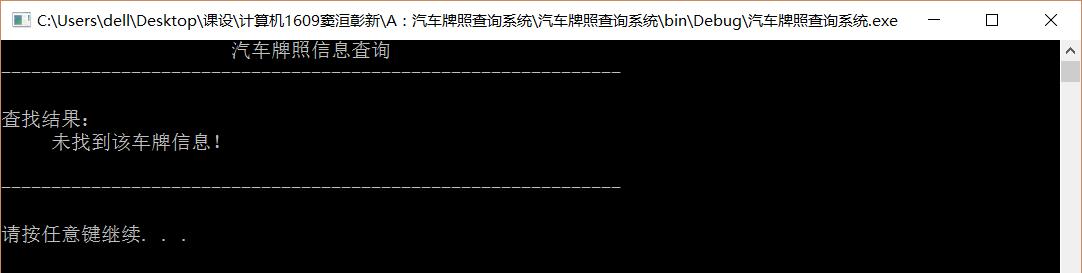 C:\Users\dell\Desktop\课设\计算机1609窦洹彰新\A：汽车牌照查询系统\汽车牌照查询系统\bin\Debug\汽车牌照查询系统.exe
汽车牌照信息查询
______________________________________________________________
查找结果：
未找到该车牌信息！
______________________________________________________________
请按任意键继续. . .